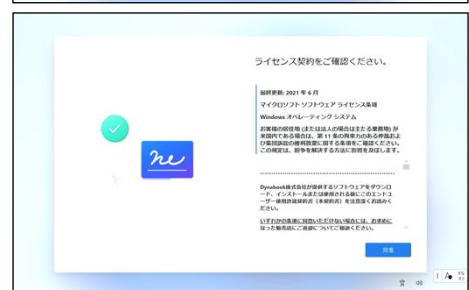 ライセンス契約をご確認ください。
最終更新: 2021 年 6 月
マイクロソフト ソフトウェア ライセンス条項
Windows オペレーティング システム
お客様の居住地 (または法人の場合は主たる業務地) が
米国内である場合は、第 11 条の拘束力のある仲裁およ
び集団訴訟の権利放棄に関する条項をご確認ください。
この規定は、紛争を解決する方法に影響を及ぼします。
Dynabook株式会社が提供するソフトウェアをダウンロ
ード、インストールまたは使用される前にこのエンドユ
ーザー使用許諾契約書 (本契約書) を注意深くお読みく
ださい。
いずれかの条項に同意いただけない場合には、お求めに
なった販売店にご返却についてご相談ください。
同意
A